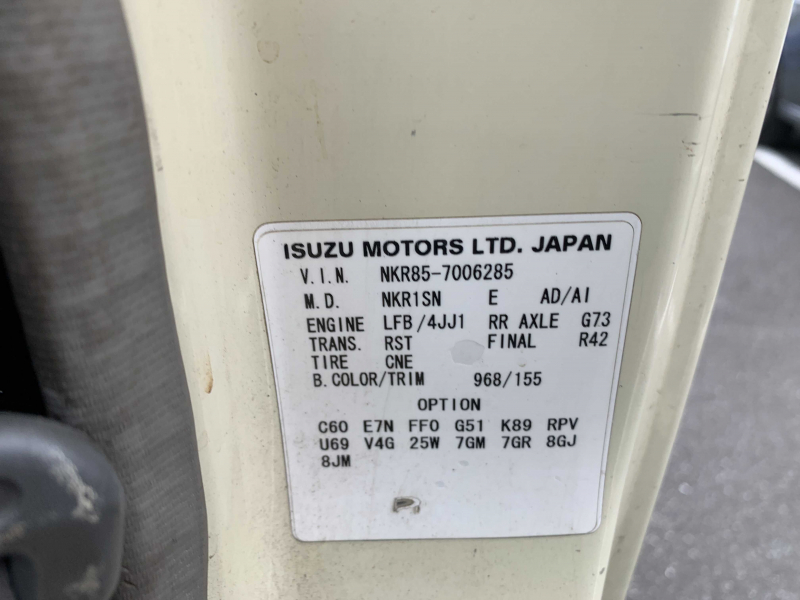 ISUZU MOTORS LTD. JAPAN
V.I.N. NKR85-7006285
M.D. NKR1SN E AD/AI
ENGINE LFB/4JJ1 RR AXLE G73
TRANS. RST FINAL R42
TIRE CNE
B.COLOR/TRIM 968/155
OPTION
C60 E7N FF0 G51 K89 RPV
U69 V4G 25W 7GM 7GR 8GJ
8JM